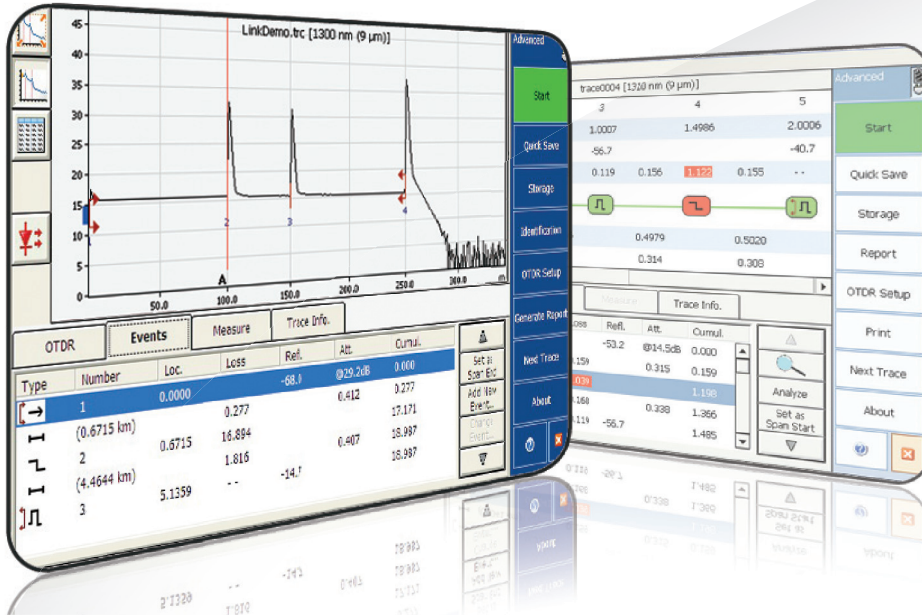 LinkDemo.trc [1300 nm (9 µm)]
45
40
35
30
25
20
15
10
5
0
2
3
4
A
50.0
100.0
150.0
200.0
250.0
300.0
m
Advanced
Start
Quick Save
Storage
Identification
OTDR Setup
Generate Report
Next Trace
About
OTDR
Events
Measure
Trace Info.
Type Number Loc. Loss Refl. Att. Cumul.
1 0.0000 -68.9 @29.2dB 0.000
(0.6715 km) 0.277 0.412 0.277
2 0.6715 16.894 17.171
(4.4644 km) 1.816 0.407 18.987
3 5.1359 -- -14.7 18.987
Set as
Span End
Add New
Event...
Change
Event...
trace0004 [1320 nm (9 µm)]
3 4 5
1.0007 1.4986 2.0006
-56.7 -40.7
0.119 0.156 1.122 0.155 --
0.4979 0.5020
0.314 0.308
Measure
Trace Info.
Refl. Att. Cumul.
-53.2 @14.5dB 0.000
.159 0.315 0.159
.039 1.198
.168 0.338 1.366
.119 -56.7 1.485
Analyze
Set as
Span Start
Advanced
Start
Quick Save
Storage
Report
OTDR Setup
Print
Next Trace
About